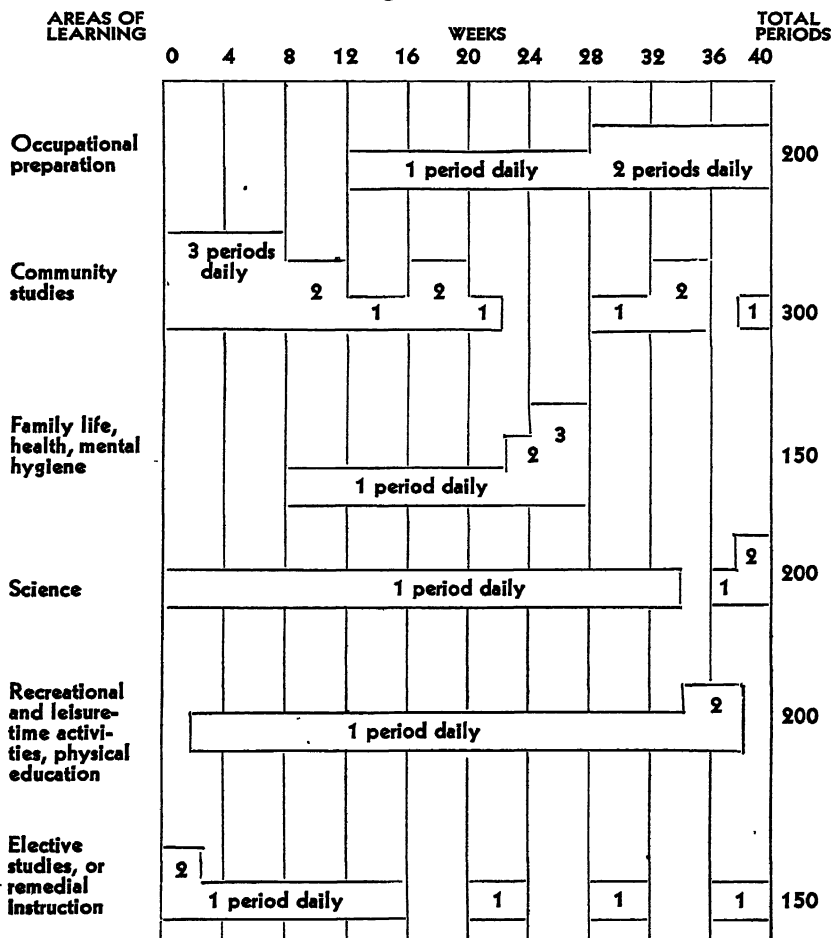 AREAS OF
LEARNING
WEEKS
TOTAL
PERIODS
0 4 8 12 16 20 24 28 32 36 40
Occupational
preparation
1 period daily
2 periods daily
200
Community
studies
3 periods
daily
2
1
2
1
1
2
1
300
Family life,
health, mental
hygiene
1 period daily
2
3
150
Science
1 period daily
1
2
200
Recreational
and leisure-
time activi-
ties, physical
education
1 period daily
2
200
Elective
studies, or
remedial
instruction
2
1 period daily
1
1
1
150